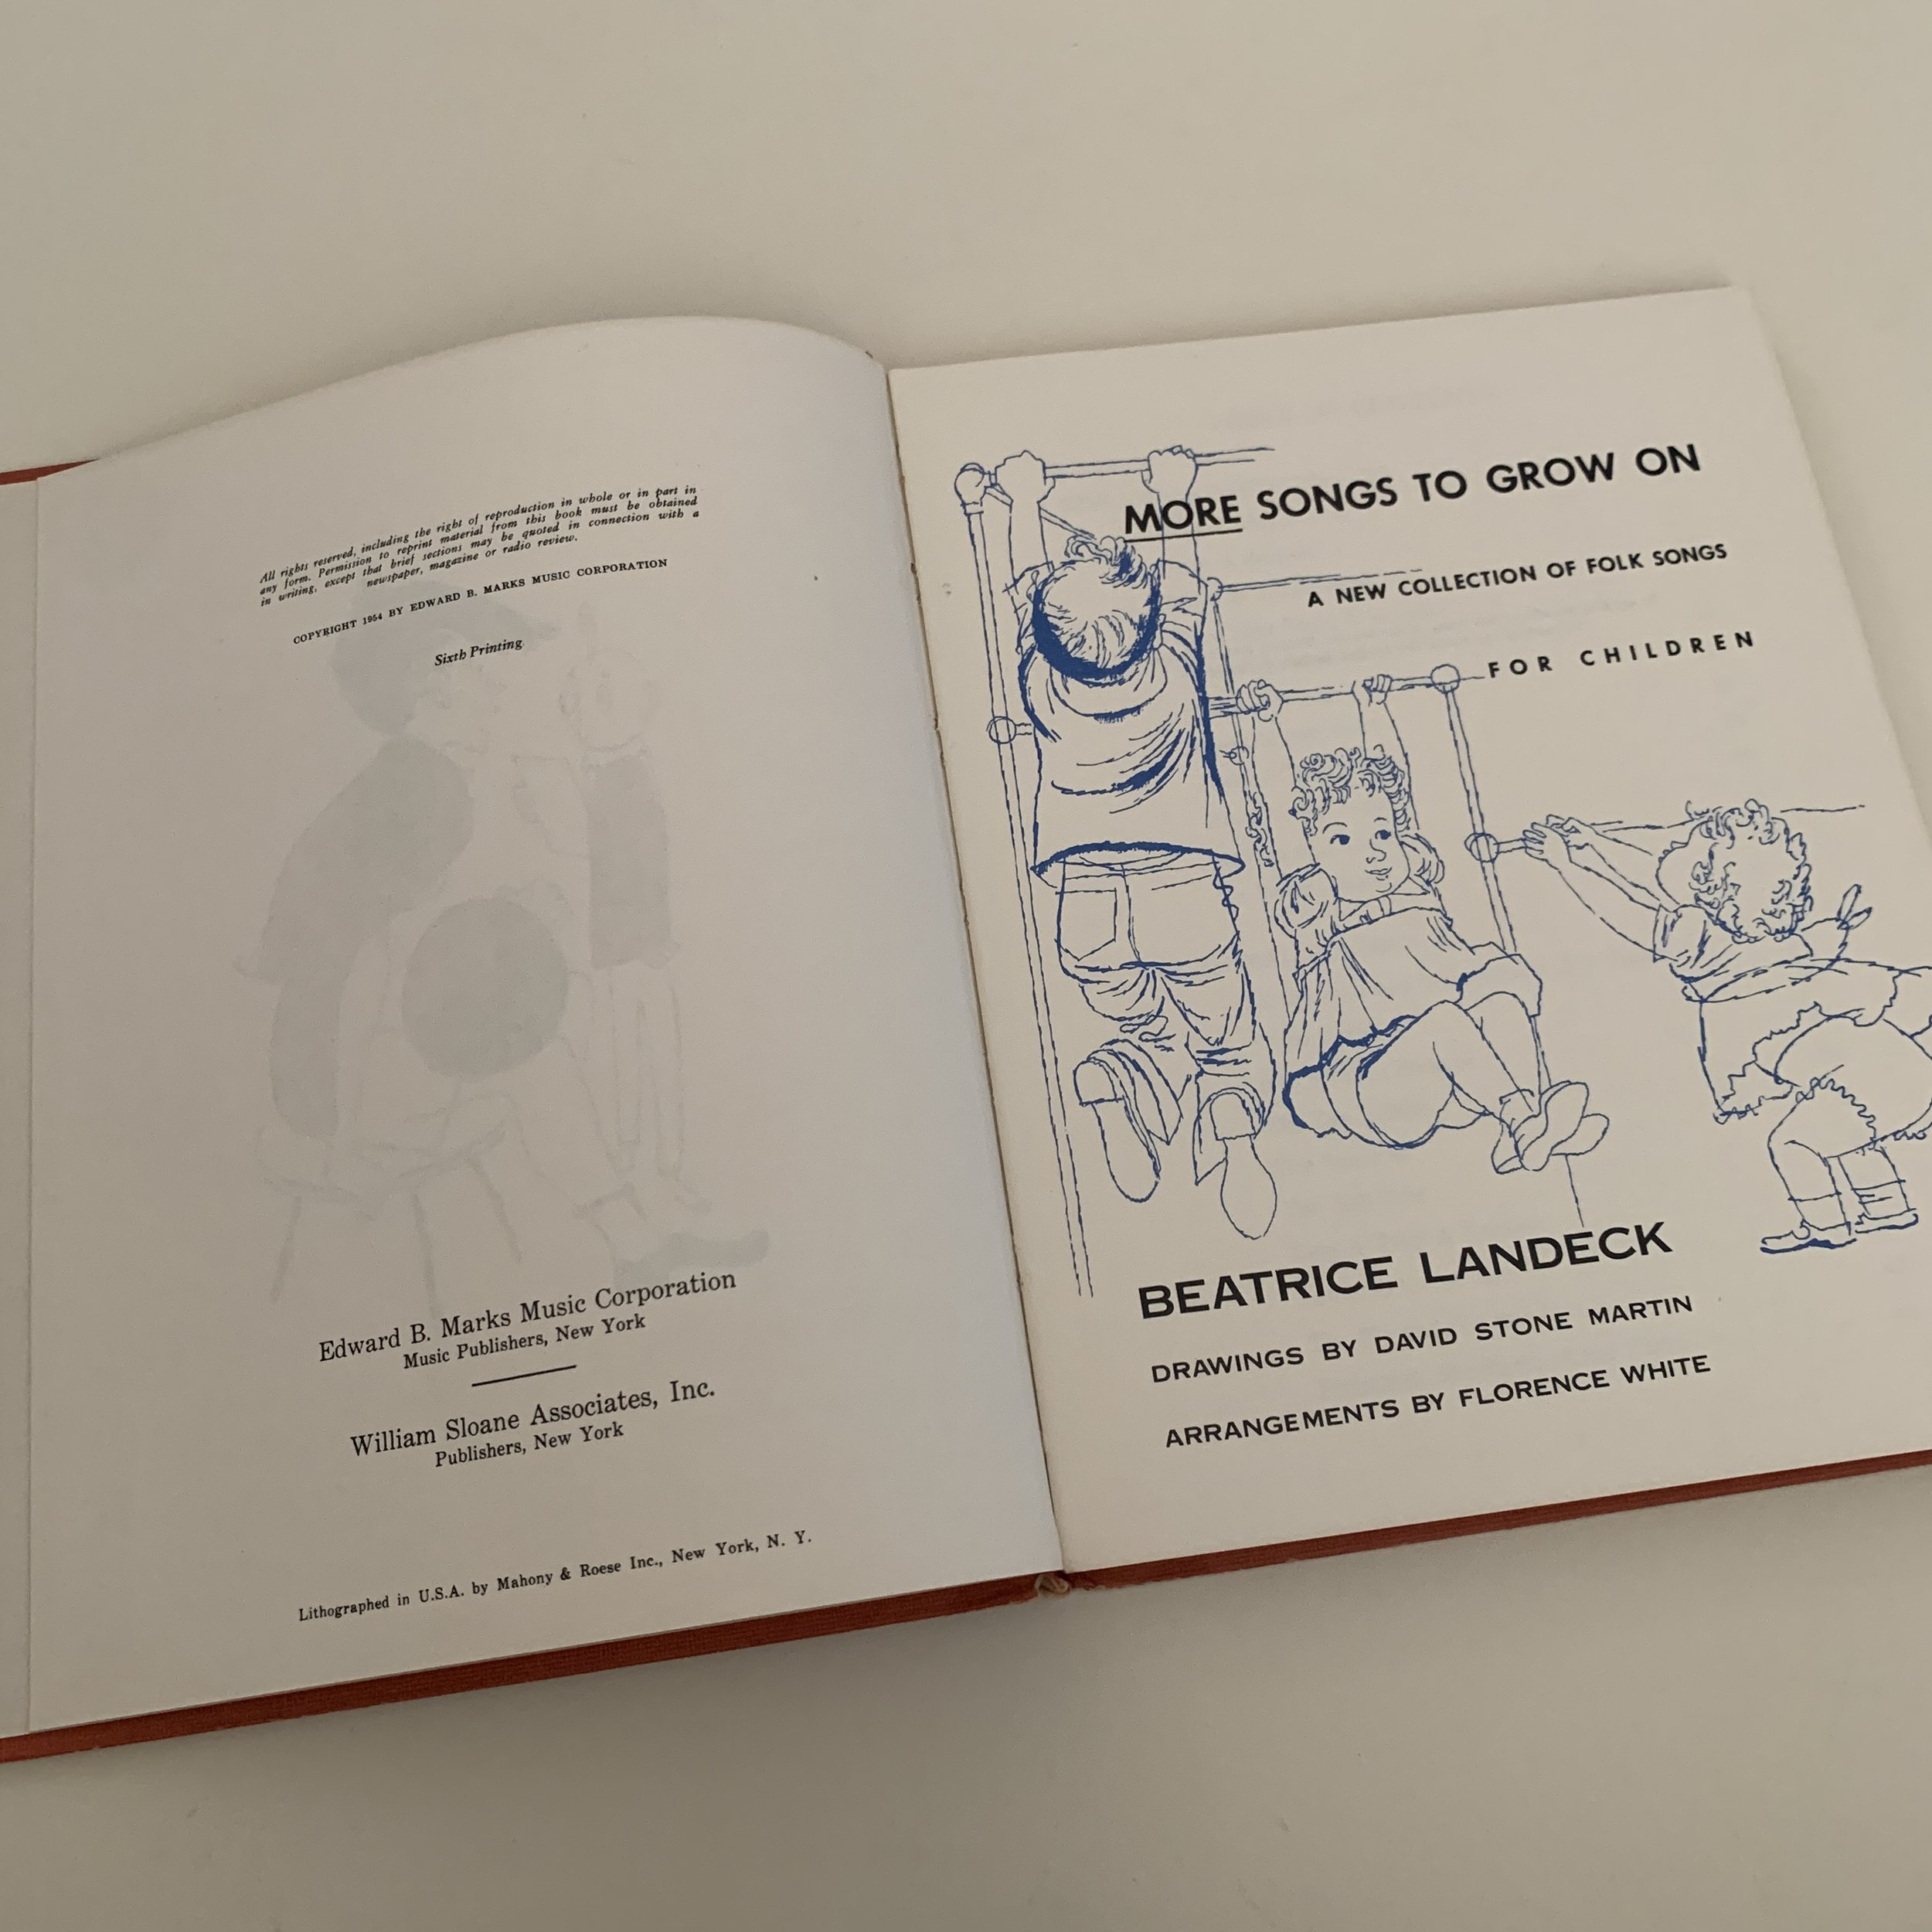 All rights reserved, including the right of reproduction in whole or in part in
any form. Permission to reprint material from this book must be obtained
in writing, except that brief sections may be quoted in connection with a
newspaper, magazine or radio review.
COPYRIGHT 1954 BY EDWARD B. MARKS MUSIC CORPORATION
Sixth Printing
Edward B. Marks Music Corporation
Music Publishers, New York
William Sloane Associates, Inc.
Publishers, New York
Lithographed in U.S.A. by Mahony & Roese Inc., New York, N. Y.
MORE SONGS TO GROW ON
A NEW COLLECTION OF FOLK SONGS
FOR CHILDREN
BEATRICE LANDECK
DRAWINGS BY DAVID STONE MARTIN
ARRANGEMENTS BY FLORENCE WHITE